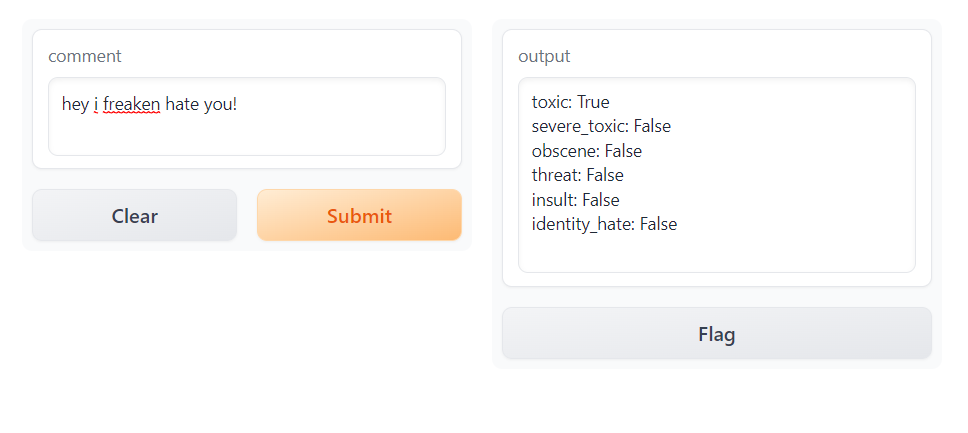 comment
hey i freaken hate you!
Clear
Submit
output
toxic: True
severe_toxic: False
obscene: False
threat: False
insult: False
identity_hate: False
Flag